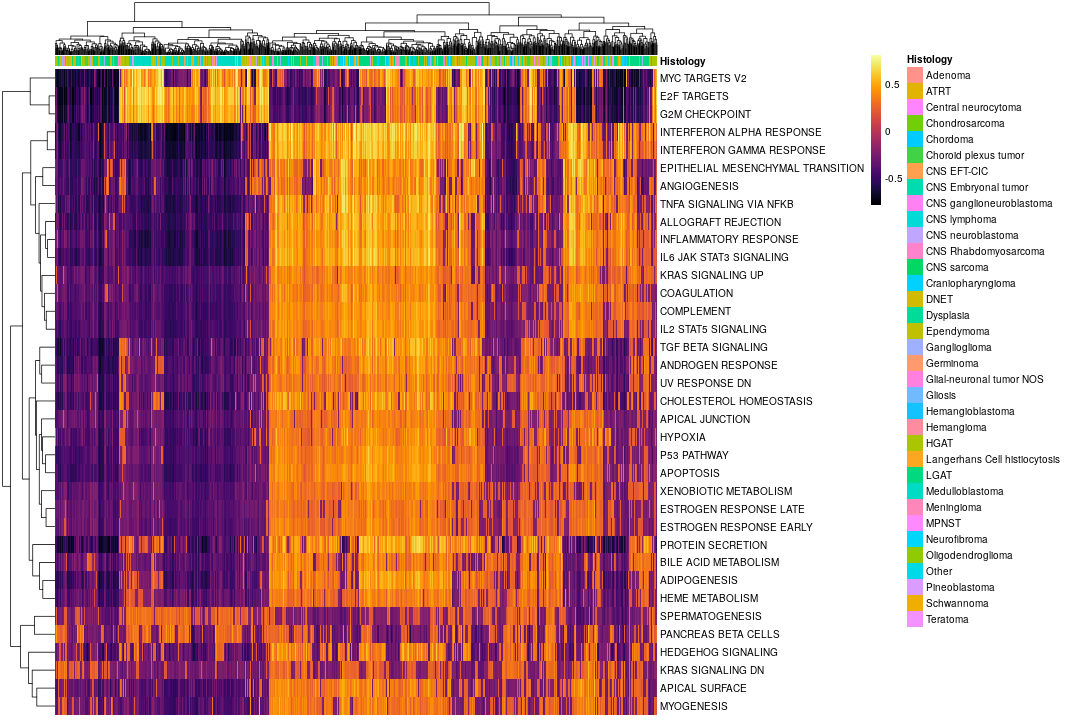 Histology
MYC TARGETS V2
E2F TARGETS
G2M CHECKPOINT
INTERFERON ALPHA RESPONSE
INTERFERON GAMMA RESPONSE
EPITHELIAL MESENCHYMAL TRANSITION
ANGIOGENESIS
TNFA SIGNALING VIA NFKB
ALLOGRAFT REJECTION
INFLAMMATORY RESPONSE
IL6 JAK STAT3 SIGNALING
KRAS SIGNALING UP
COAGULATION
COMPLEMENT
IL2 STAT5 SIGNALING
TGF BETA SIGNALING
ANDROGEN RESPONSE
UV RESPONSE DN
CHOLESTEROL HOMEOSTASIS
APICAL JUNCTION
HYPOXIA
P53 PATHWAY
APOPTOSIS
XENOBIOTIC METABOLISM
ESTROGEN RESPONSE LATE
ESTROGEN RESPONSE EARLY
PROTEIN SECRETION
BILE ACID METABOLISM
ADIPOGENESIS
HEME METABOLISM
SPERMATOGENESIS
PANCREAS BETA CELLS
HEDGEHOG SIGNALING
KRAS SIGNALING DN
APICAL SURFACE
MYOGENESIS
0.5
0
-0.5
Histology
Adenoma
ATRT
Central neurocytoma
Chondrosarcoma
Chordoma
Choroid plexus tumor
CNS EFT-CIC
CNS Embryonal tumor
CNS ganglioneuroblastoma
CNS lymphoma
CNS neuroblastoma
CNS Rhabdomyosarcoma
CNS sarcoma
Craniopharyngioma
DNET
Dysplasia
Ependymoma
Ganglioglioma
Germinoma
Glial-neuronal tumor NOS
Gliosis
Hemangioblastoma
Hemangioma
HGAT
Langerhans Cell histiocytosis
LGAT
Medulloblastoma
Meningioma
MPNST
Neurofibroma
Oligodendroglioma
Other
Pineoblastoma
Schwannoma
Teratoma